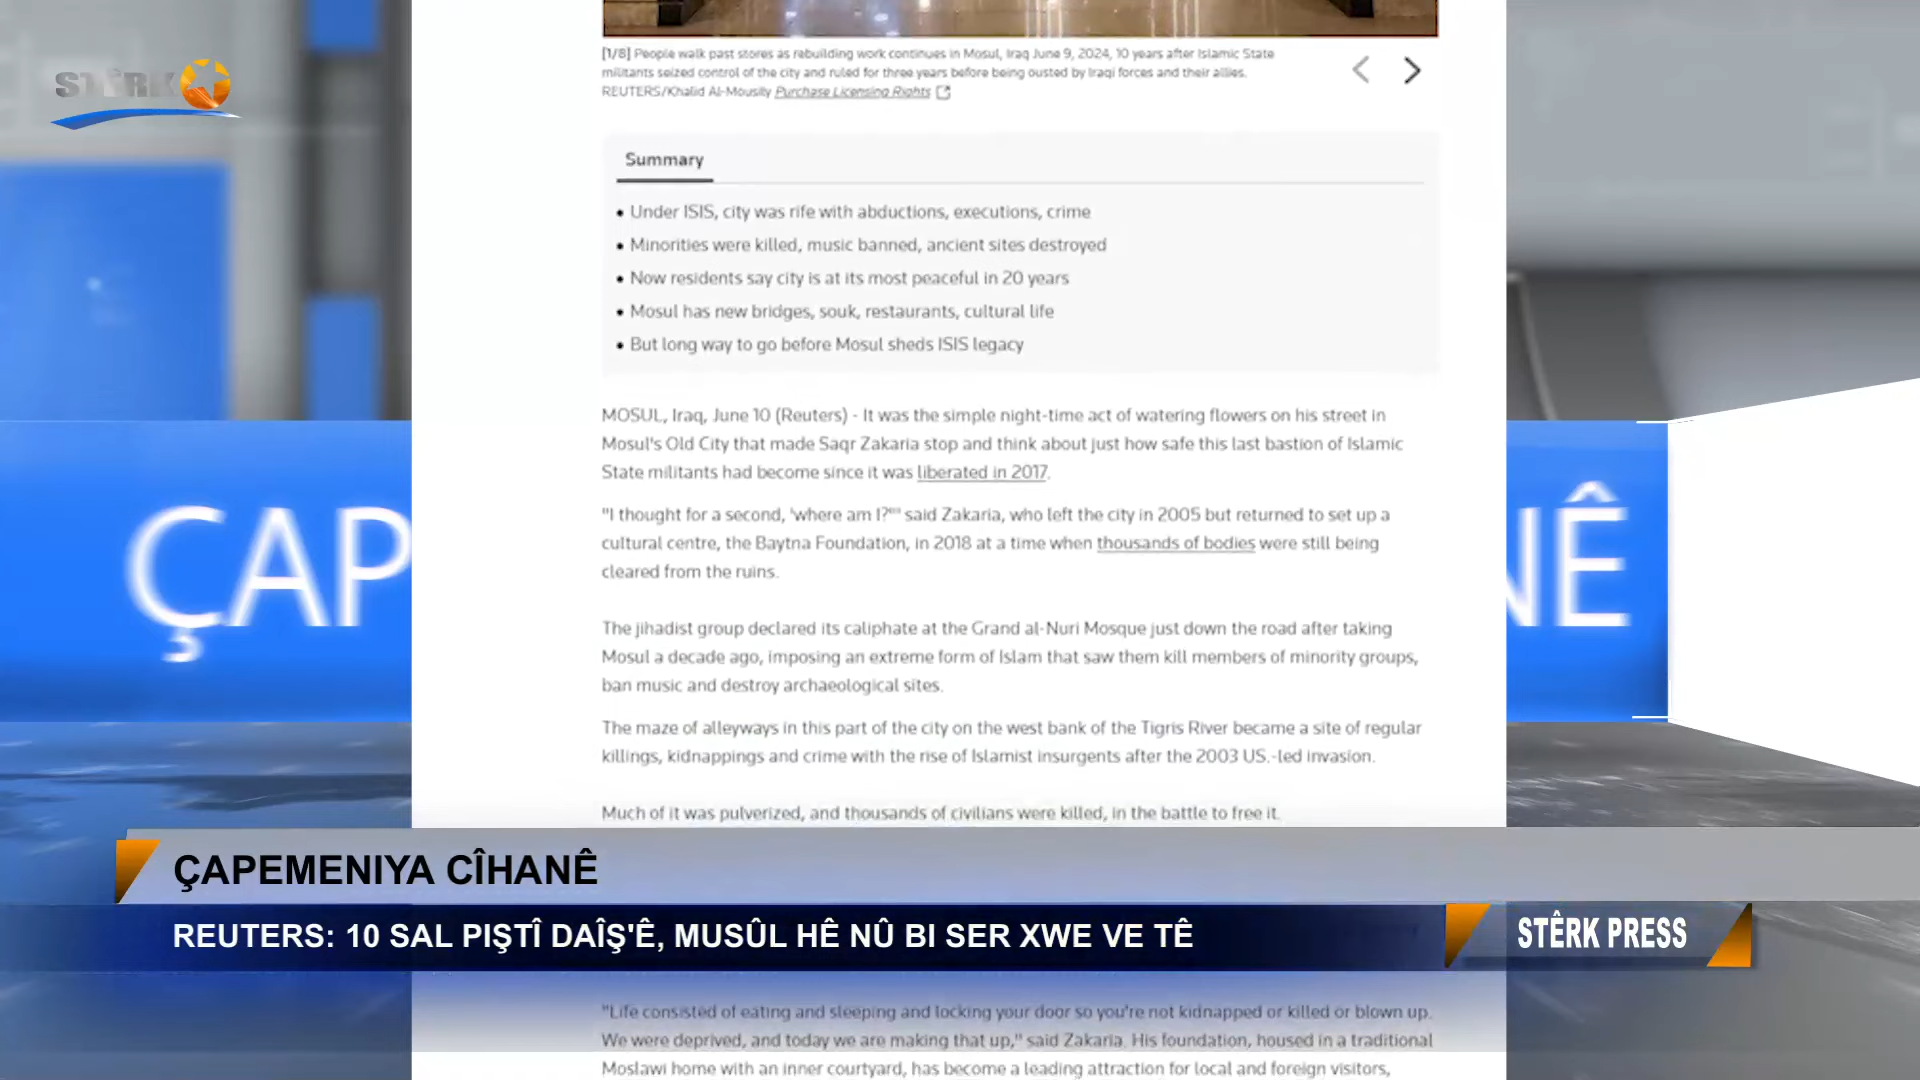 STÊRK
[1/8] People walk past stores as rebuilding work continues in Mosul, Iraq June 9, 2024, 10 years after Islamic State
militants seized control of the city and ruled for three years before being ousted by Iraqi forces and their allies.
REUTERS/Khalid Al-Mousily Purchase Licensing Rights
Summary
• Under ISIS, city was rife with abductions, executions, crime
• Minorities were killed, music banned, ancient sites destroyed
• Now residents say city is at its most peaceful in 20 years
• Mosul has new bridges, souk, restaurants, cultural life
• But long way to go before Mosul sheds ISIS legacy
MOSUL, Iraq, June 10 (Reuters) - It was the simple night-time act of watering flowers on his street in
Mosul's Old City that made Saqr Zakaria stop and think about just how safe this last bastion of Islamic
State militants had become since it was liberated in 2017.
"I thought for a second, 'where am I?'" said Zakaria, who left the city in 2005 but returned to set up a
cultural centre, the Baytna Foundation, in 2018 at a time when thousands of bodies were still being
cleared from the ruins.
The jihadist group declared its caliphate at the Grand al-Nuri Mosque just down the road after taking
Mosul a decade ago, imposing an extreme form of Islam that saw them kill members of minority groups,
ban music and destroy archaeological sites.
The maze of alleyways in this part of the city on the west bank of the Tigris River became a site of regular
killings, kidnappings and crime with the rise of Islamist insurgents after the 2003 US.-led invasion.
Much of it was pulverized, and thousands of civilians were killed, in the battle to free it.
ÇAP
NÊ
ÇAPEMENIYA CÎHANÊ
REUTERS: 10 SAL PIŞTÎ DAÎŞ'Ê, MUSÛL HÊ NÛ BI SER XWE VE TÊ
STÊRK PRESS
"Life consisted of eating and sleeping and locking your door so you're not kidnapped or killed or blown up.
We were deprived, and today we are making that up," said Zakaria. His foundation, housed in a traditional
Moslawi home with an inner courtyard, has become a leading attraction for local and foreign visitors,